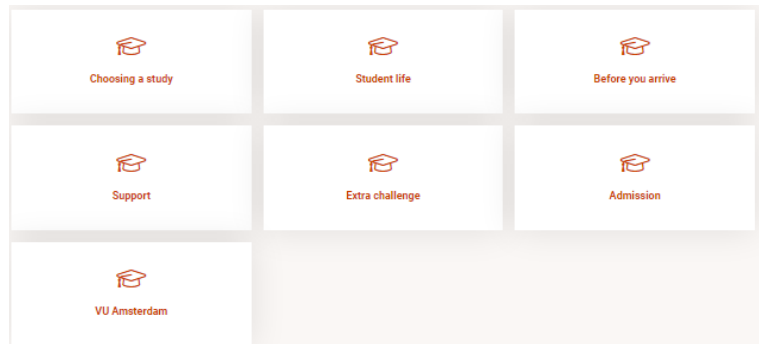 Choosing a study
Student life
Before you arrive
Support
Extra challenge
Admission
VU Amsterdam